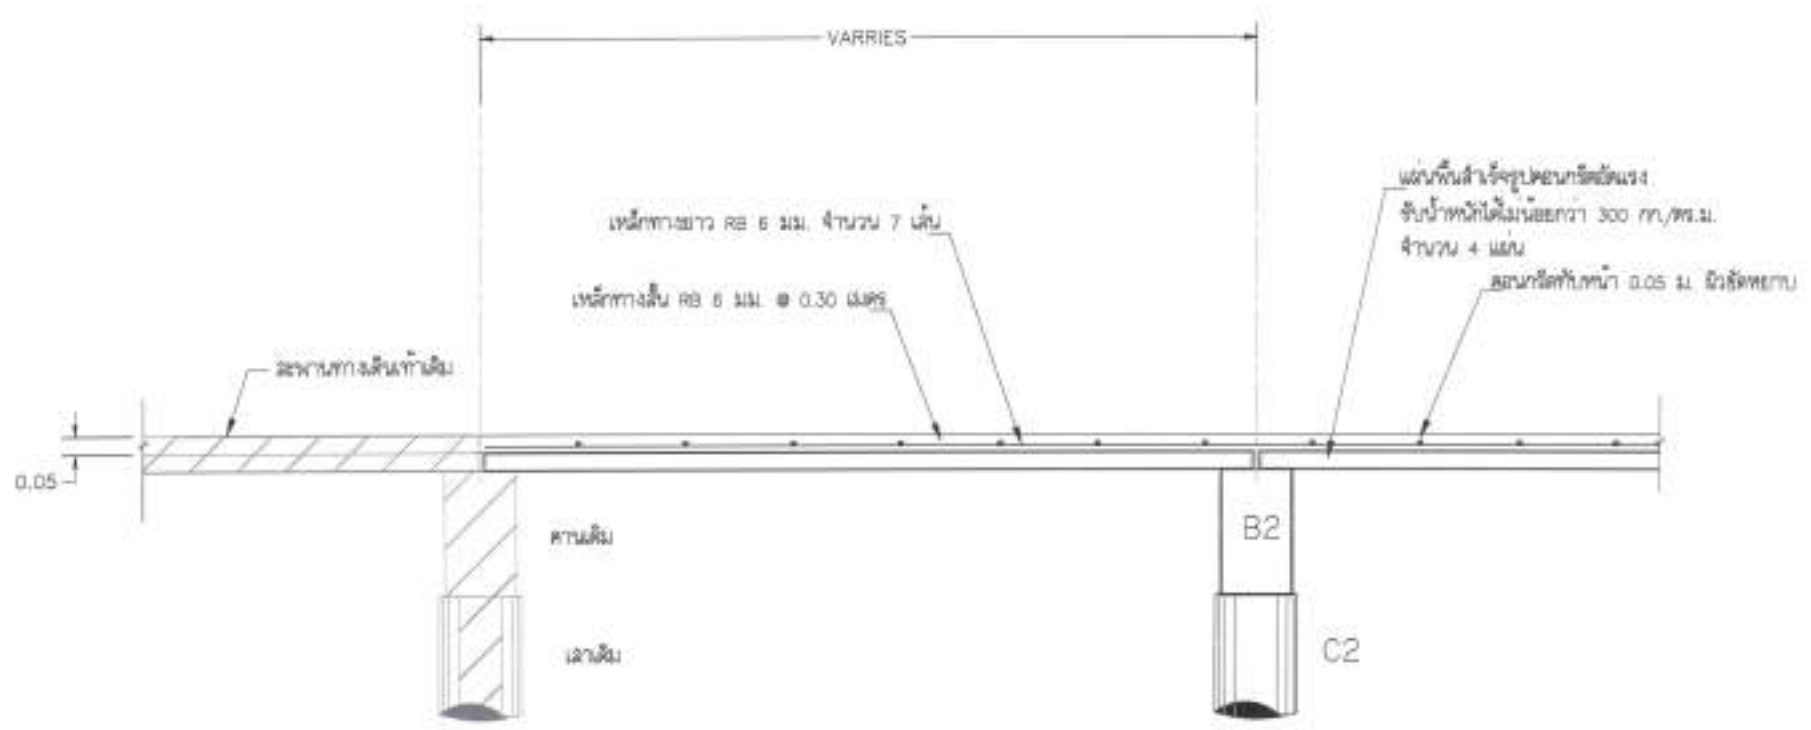 VARRIES
แผ่นพื้นสำเร็จรูปคอนกรีตอัดแรง
รับน้ำหนักได้ไม่น้อยกว่า 300 กก./ตร.ม.
จำนวน 4 แผ่น
เหล็กทางยาว RB 6 มม. จำนวน 7 เส้น
คอนกรีตทับหน้า 0.05 ม. ผิวขัดหยาบ
เหล็กทางสั้น RB 6 มม. @ 0.30 เมตร
สะพานทางเดินเท้าเดิม
0.05
คานเดิม
B2
เสาเดิม
C2